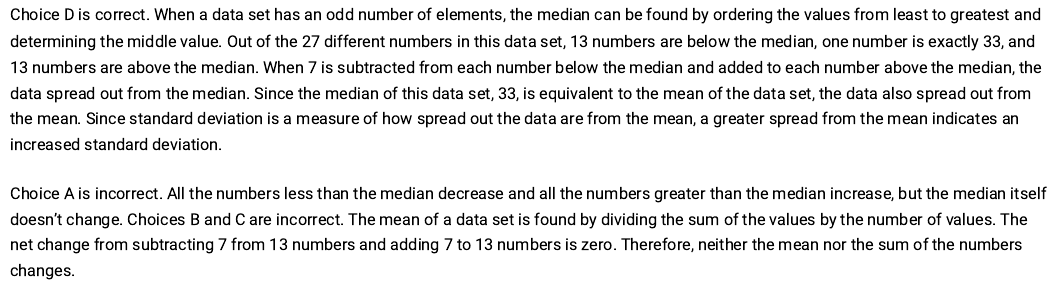 Choice D is correct. When a data set has an odd number of elements, the median can be found by ordering the values from least to greatest and
determining the middle value. Out of the 27 different numbers in this data set, 13 numbers are below the median, one number is exactly 33, and
13 numbers are above the median. When 7 is subtracted from each number below the median and added to each number above the median, the
data spread out from the median. Since the median of this data set, 33, is equivalent to the mean of the data set, the data also spread out from
the mean. Since standard deviation is a measure of how spread out the data are from the mean, a greater spread from the mean indicates an
increased standard deviation.
Choice A is incorrect. All the numbers less than the median decrease and all the numbers greater than the median increase, but the median itself
doesn’t change. Choices B and C are incorrect. The mean of a data set is found by dividing the sum of the values by the number of values. The
net change from subtracting 7 from 13 numbers and adding 7 to 13 numbers is zero. Therefore, neither the mean nor the sum of the numbers
changes.